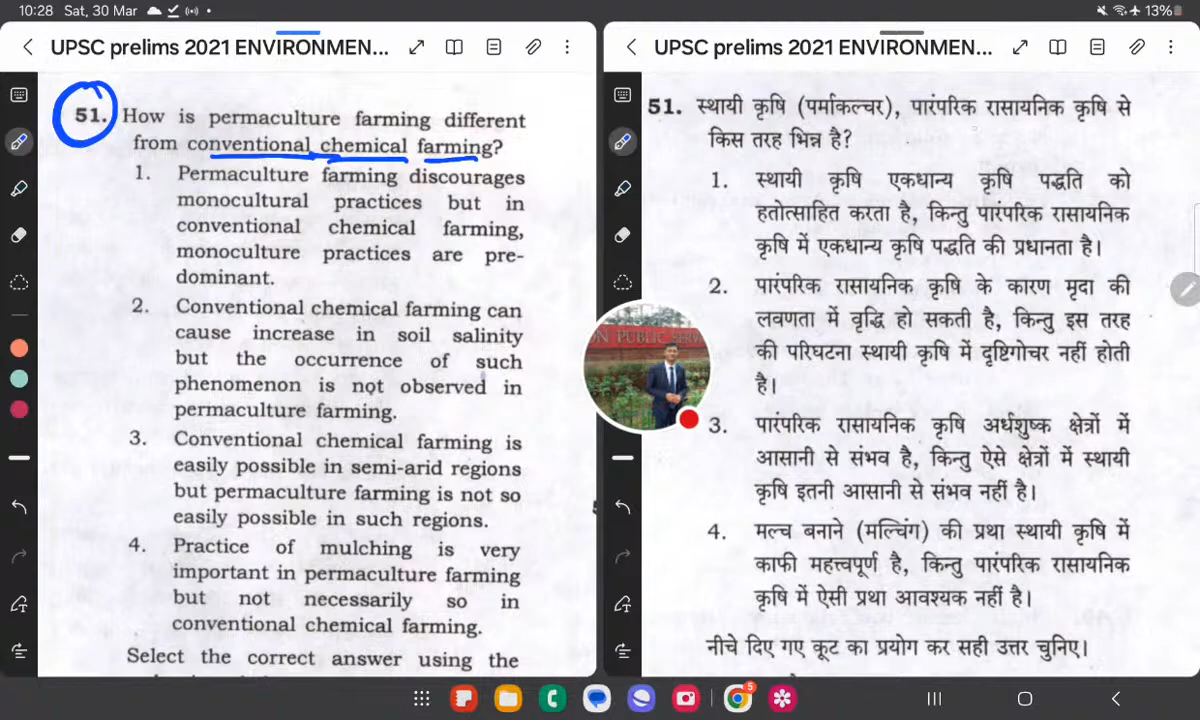 10:28 Sat, 30 Mar
13%
UPSC prelims 2021 ENVIRONMEN...
51. How is permaculture farming different
from conventional chemical farming?
1. Permaculture farming discourages
monocultural practices but in
conventional chemical farming,
monoculture practices are pre-
dominant.
2. Conventional chemical farming can
cause increase in soil salinity
but the occurrence of such
phenomenon is not observed in
permaculture farming.
3. Conventional chemical farming is
easily possible in semi-arid regions
but permaculture farming is not so
easily possible in such regions.
4. Practice of mulching is very
important in permaculture farming
but not necessarily so in
conventional chemical farming.
Select the correct answer using the
UPSC prelims 2021 ENVIRONMEN...
51. स्थायी कृषि (पर्माकल्चर), पारंपरिक रासायनिक कृषि से
किस तरह भिन्न है?
1. स्थायी कृषि एकधान्य कृषि पद्धति को
हतोत्साहित करता है, किन्तु पारंपरिक रासायनिक
कृषि में एकधान्य कृषि पद्धति की प्रधानता है।
2. पारंपरिक रासायनिक कृषि के कारण मृदा की
लवणता में वृद्धि हो सकती है, किन्तु इस तरह
की परिघटना स्थायी कृषि में दृष्टिगोचर नहीं होती
है।
3. पारंपरिक रासायनिक कृषि अर्धशुष्क क्षेत्रों में
आसानी से संभव है, किन्तु ऐसे क्षेत्रों में स्थायी
कृषि इतनी आसानी से संभव नहीं है।
4. मल्च बनाने (मल्चिंग) की प्रथा स्थायी कृषि में
काफी महत्त्वपूर्ण है, किन्तु पारंपरिक रासायनिक
कृषि में ऐसी प्रथा आवश्यक नहीं है।
नीचे दिए गए कूट का प्रयोग कर सही उत्तर चुनिए।
ON PUBLIC SERV
5